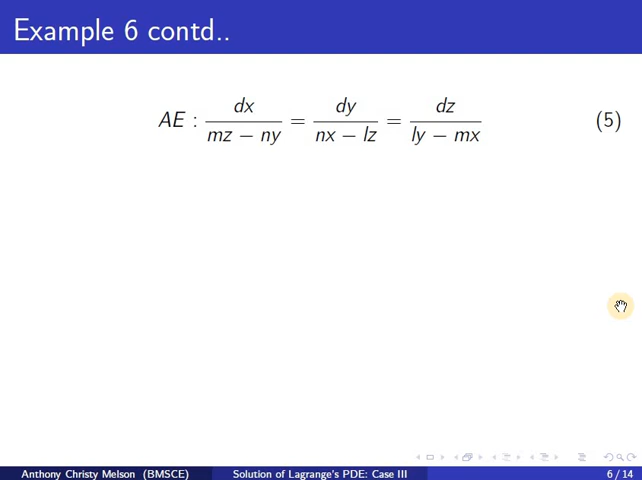 Example 6 contd..
AE : dx/(mz − ny) = dy/(nx − lz) = dz/(ly − mx) (5)
Anthony Christy Melson (BMSCE) Solution of Lagrange's PDE: Case III 6 / 14